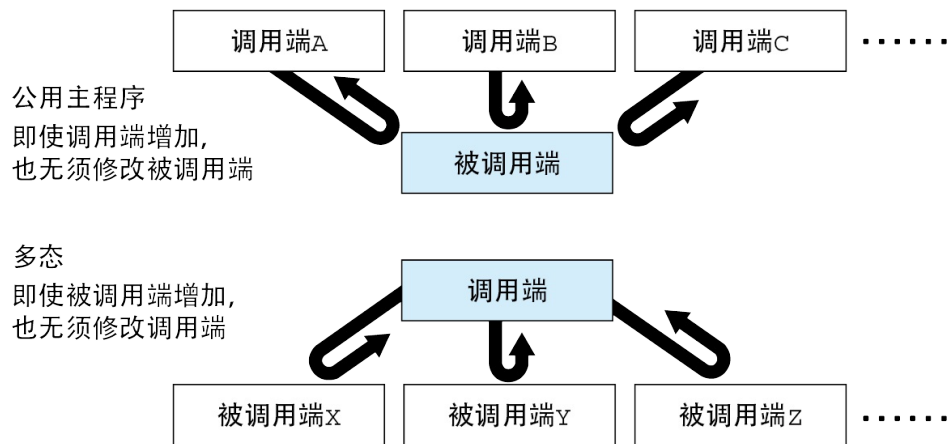 调用端A 调用端B 调用端C ······
公用主程序
即使调用端增加，
也无须修改被调用端
被调用端
多态
即使被调用端增加，
也无须修改调用端
调用端
被调用端X 被调用端Y 被调用端Z ······